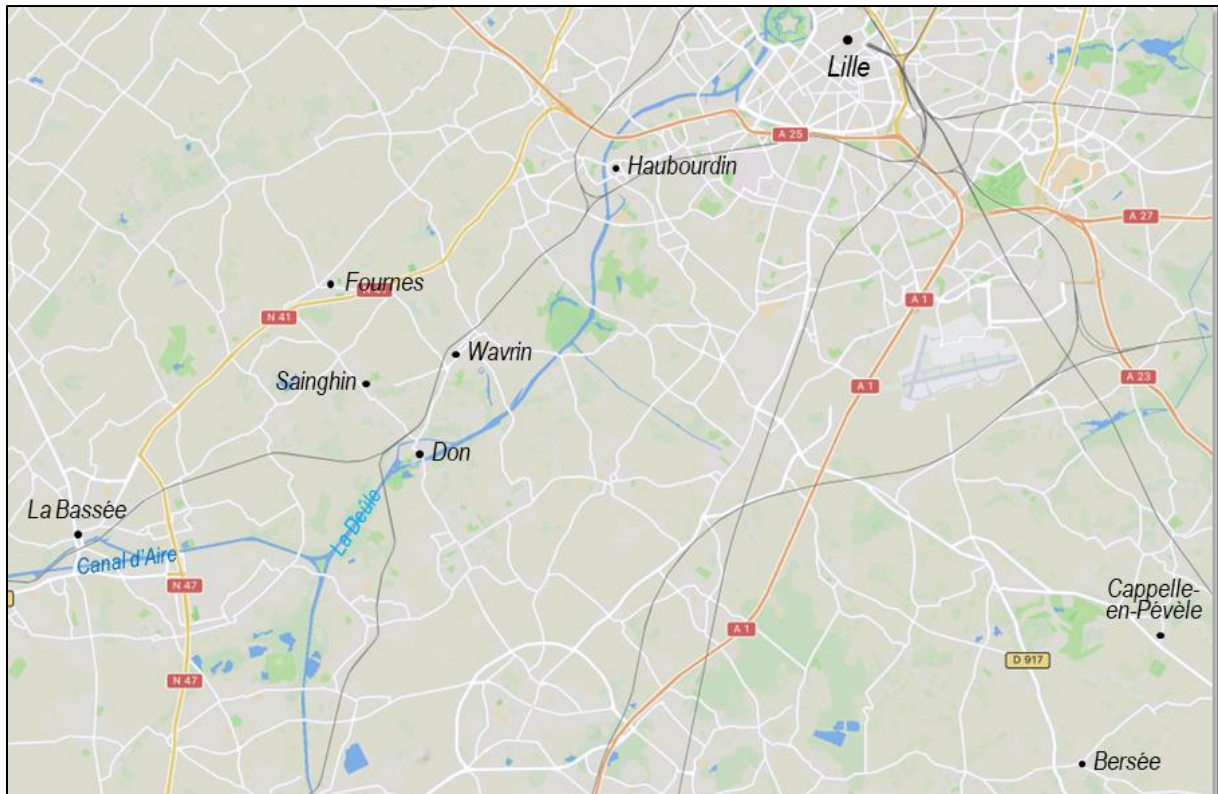 Lille
A 25
Haubourdin
A 27
Fournes
N 41
N 41
A 1
Wavrin
Sainghin
A 1
A 23
Don
La Bassée
La Deûle
Canal d'Aire
N 47
Cappelle-
en-Pévèle
A 1
D 917
N 47
Bersée